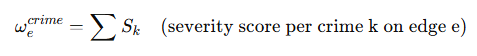 ω_e^{crime} = ∑ S_k (severity score per crime k on edge e)